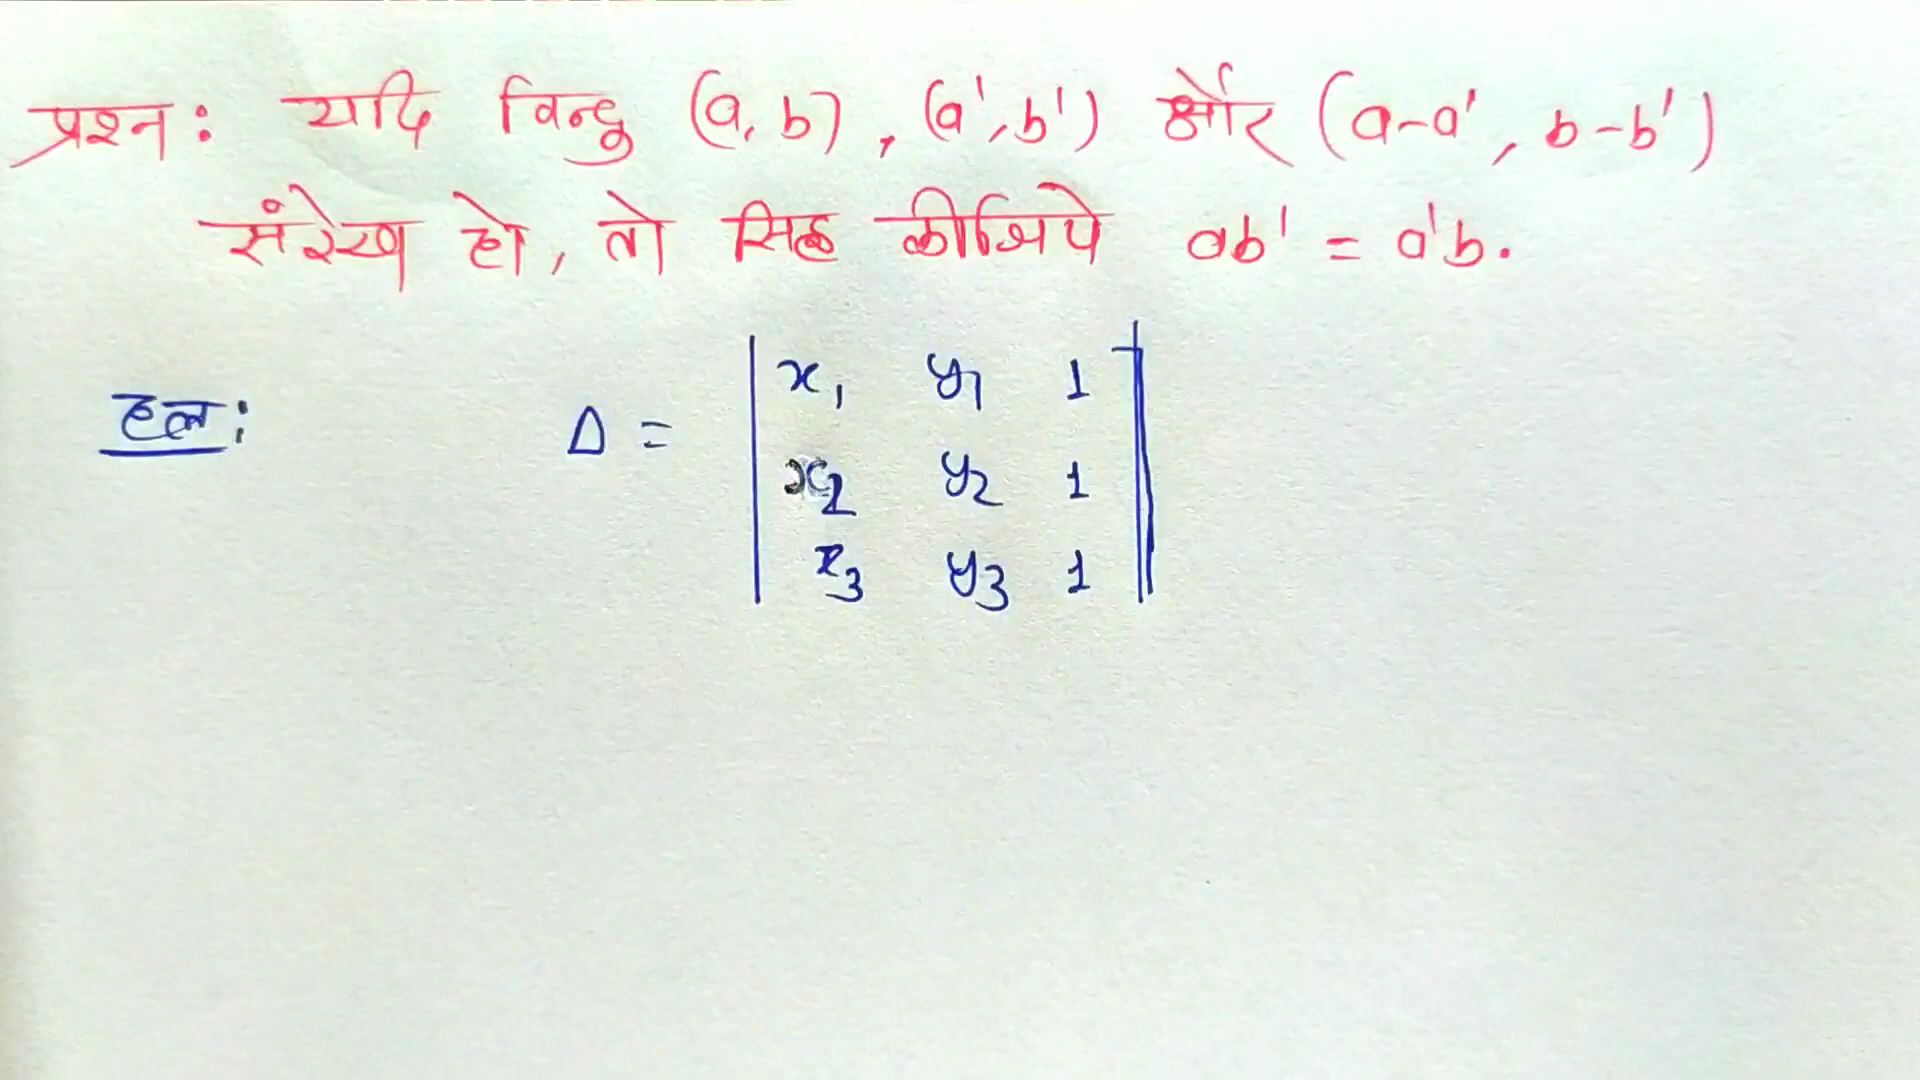 प्रश्न: यदि विन्दु (a, b), (a', b') और (a-a', b-b')
संरेख हो, तो सिद्ध कीजिये ab' = a'b.
हल: Δ =
x₁ y₁ 1
x₂ y₂ 1
x₃ y₃ 1